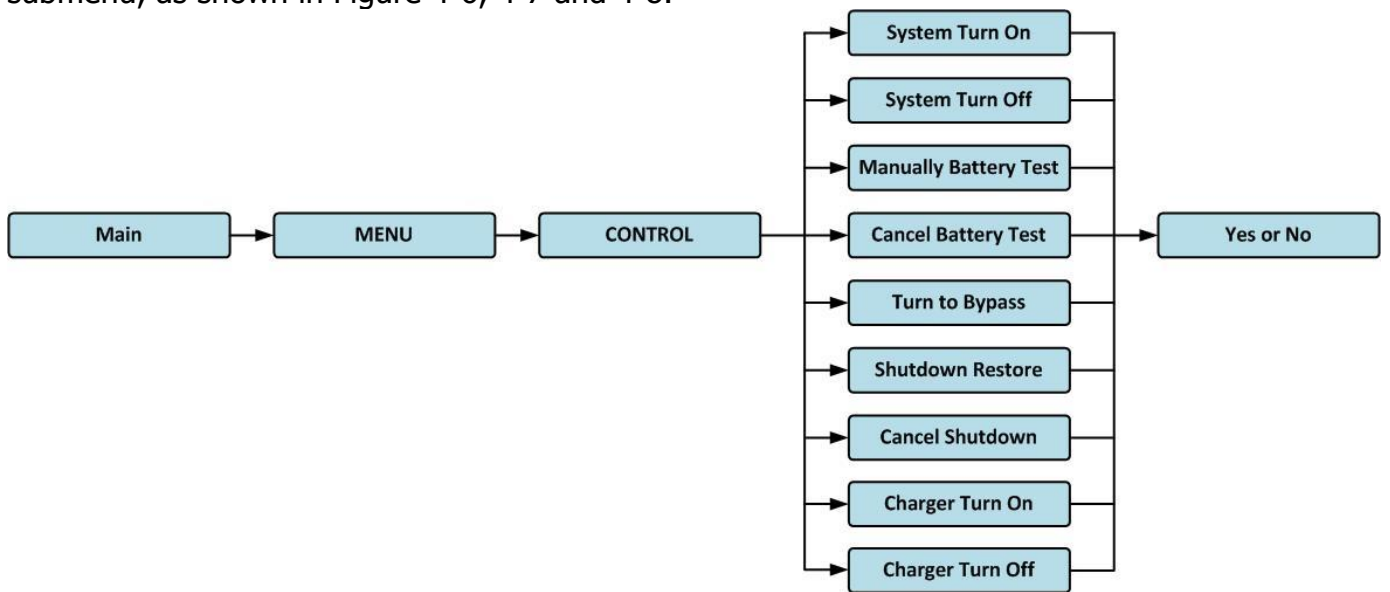 submenu, as shown in Figure 4-6, 4-7 and 4-8.
Main
MENU
CONTROL
System Turn On
System Turn Off
Manually Battery Test
Cancel Battery Test
Turn to Bypass
Shutdown Restore
Cancel Shutdown
Charger Turn On
Charger Turn Off
Yes or No